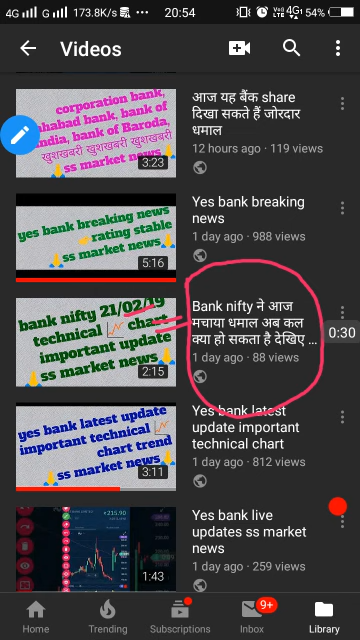 4G G 173.8K/s ... 20:54 VoLTE 4G 54%
Videos
corporation bank,
ahabad bank, bank of
india, bank of Baroda,
खुशखबरी खुशखबरी खुशखबरी
ss market news
3:23
आज यह बैंक share
दिखा सकते हैं जोरदार
धमाल
12 hours ago · 119 views
yes bank breaking news
rating stable
ss market news
5:16
Yes bank breaking
news
1 day ago · 988 views
bank nifty 21/02/19
technical chart
important update
ss market news
2:15
Bank nifty ने आज
मचाया धमाल अब कल
क्या हो सकता है देखिए ...
1 day ago · 88 views
0:30
yes bank latest update
important technical
chart trend
ss market news
3:11
Yes bank latest
update important
technical chart
1 day ago · 812 views
215.90
1:43
Yes bank live
updates ss market
news
1 day ago · 259 views
Home
Trending
Subscriptions
9+
Inbox
Library